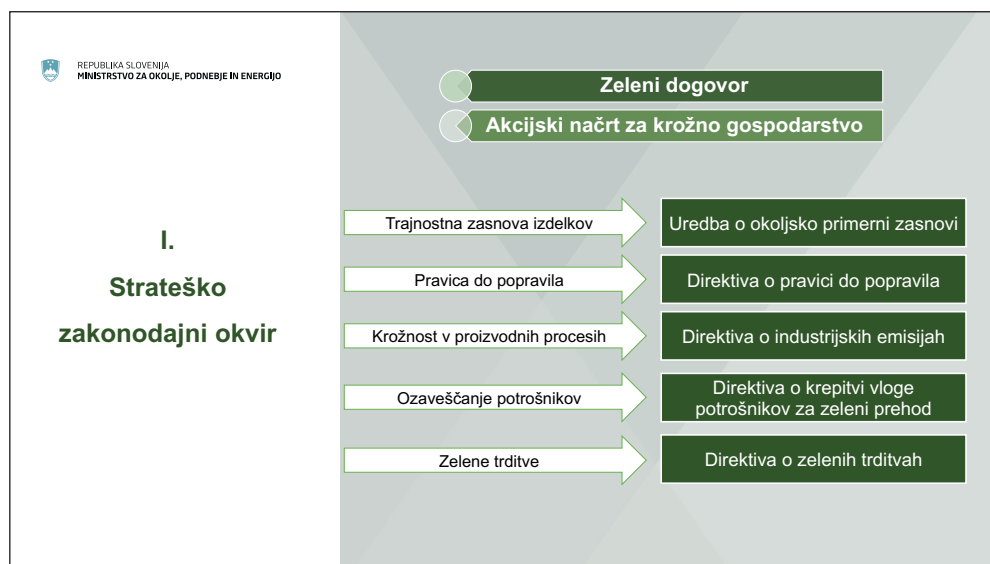 REPUBLIKA SLOVENIJA
MINISTRSTVO ZA OKOLJE, PODNEBJE IN ENERGIJO
Zeleni dogovor
Akcijski načrt za krožno gospodarstvo
I.
Strateško
zakonodajni okvir
Trajnostna zasnova izdelkov
Uredba o okoljsko primerni zasnovi
Pravica do popravila
Direktiva o pravici do popravila
Krožnost v proizvodnih procesih
Direktiva o industrijskih emisijah
Ozaveščanje potrošnikov
Direktiva o krepitvi vloge
potrošnikov za zeleni prehod
Zelene trditve
Direktiva o zelenih trditvah